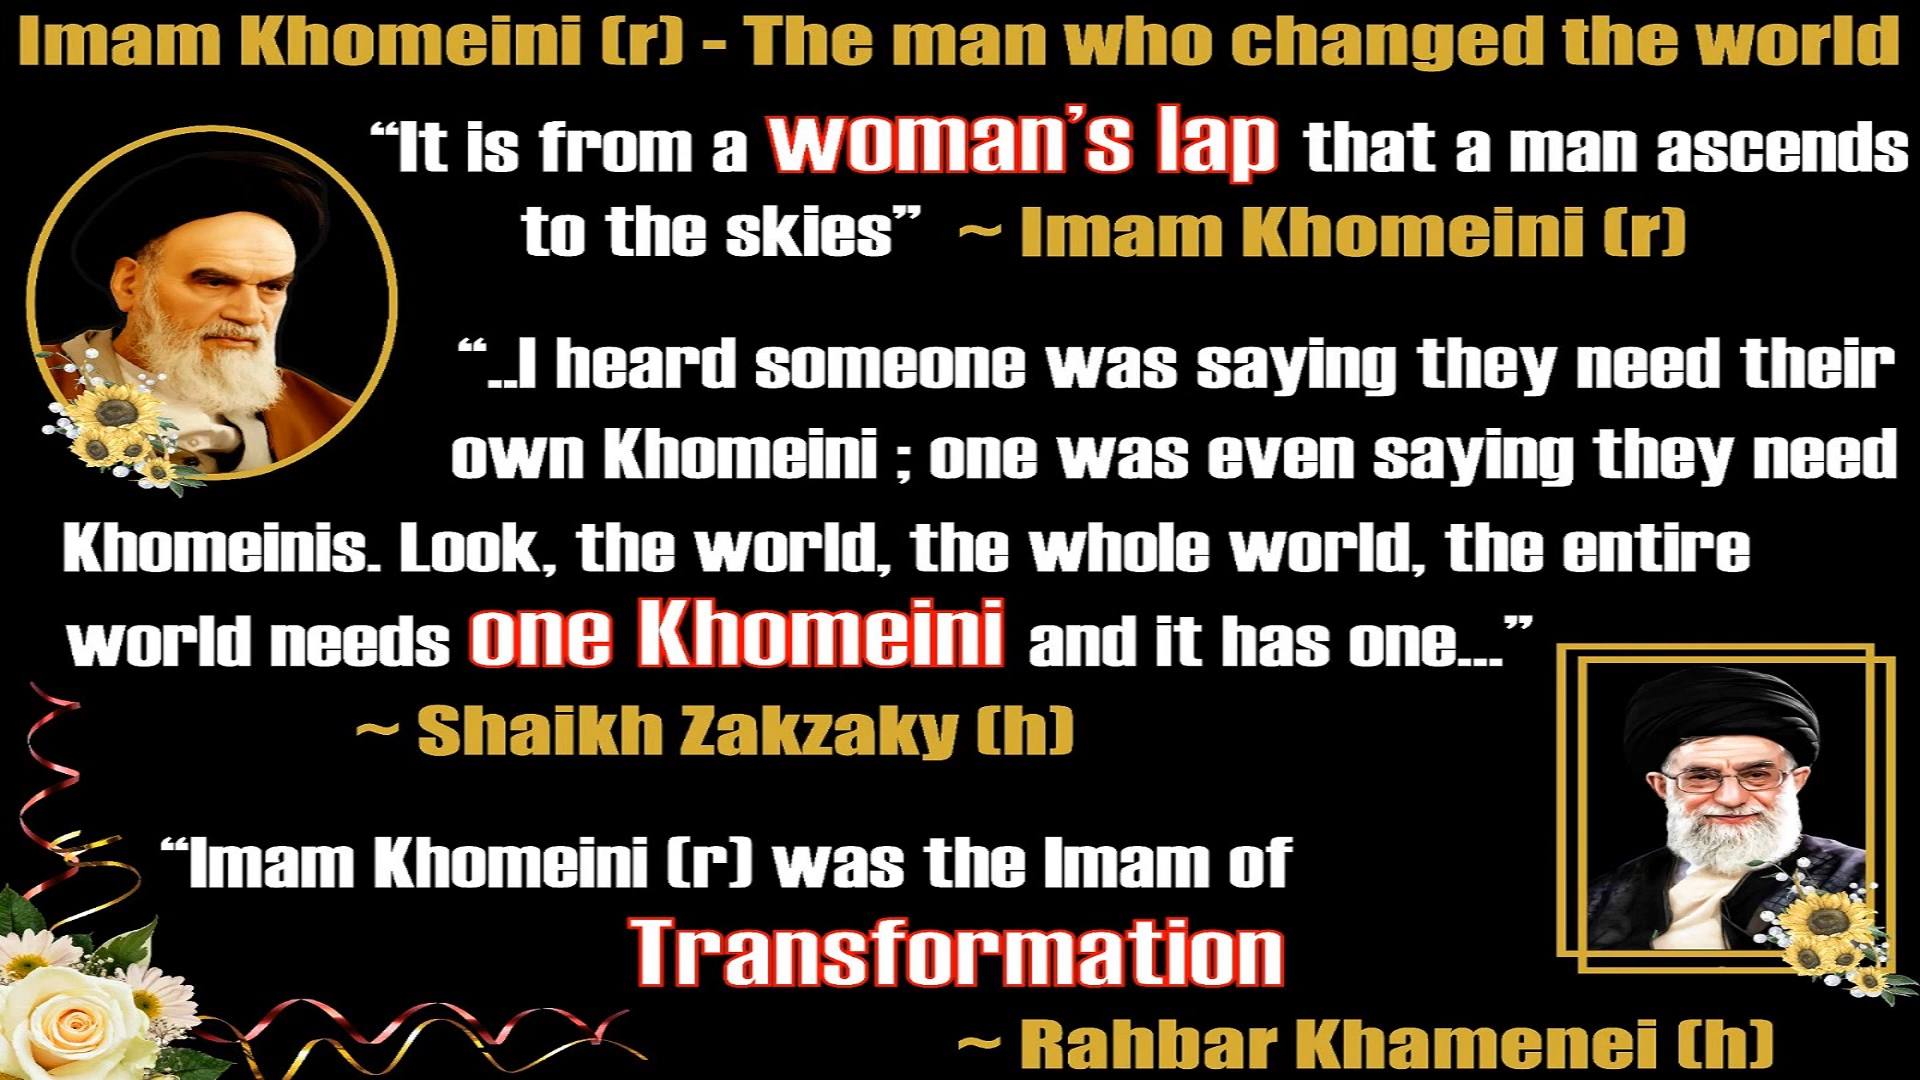 Imam Khomeini (r) - The man who changed the world
“It is from a woman’s lap that a man ascends
to the skies” ~ Imam Khomeini (r)
“..I heard someone was saying they need their
own Khomeini ; one was even saying they need
Khomeinis. Look, the world, the whole world, the entire
world needs one Khomeini and it has one...”
~ Shaikh Zakzaky (h)
“Imam Khomeini (r) was the Imam of
Transformation
~ Rahbar Khamenei (h)